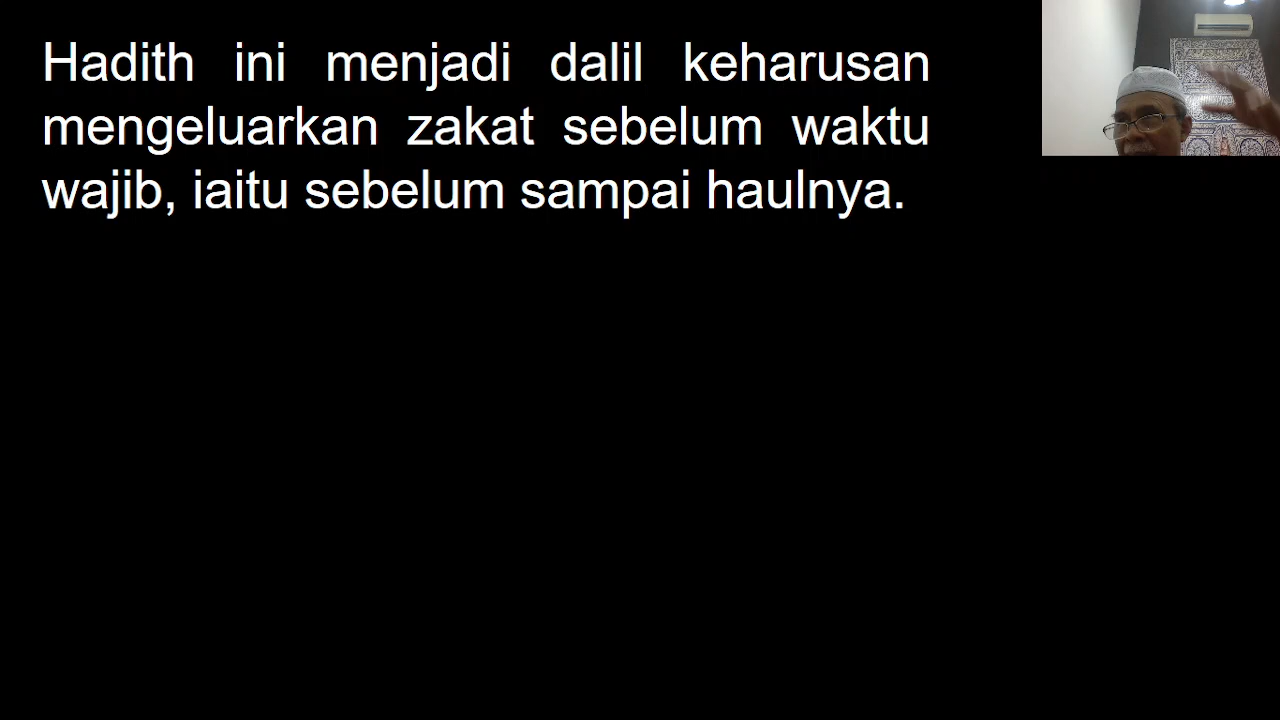 Hadith ini menjadi dalil keharusan
mengeluarkan zakat sebelum waktu
wajib, iaitu sebelum sampai haulnya.